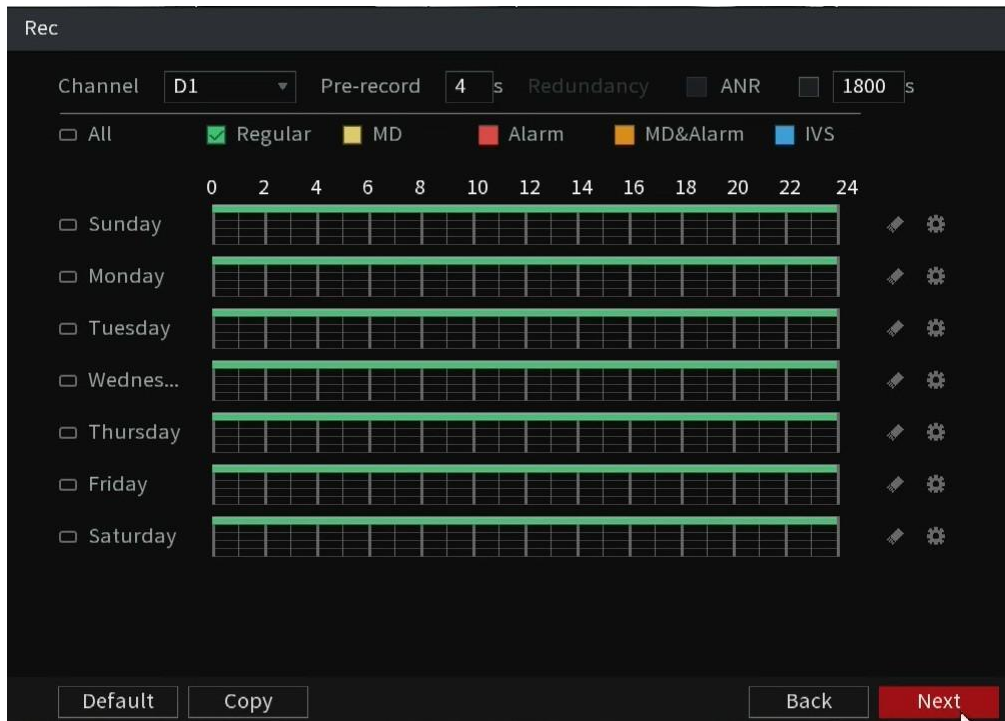 Rec
Channel D1 Pre-record 4 s Redundancy ANR 1800 s
All Regular MD Alarm MD&Alarm IVS
0 2 4 6 8 10 12 14 16 18 20 22 24
Sunday
Monday
Tuesday
Wednes...
Thursday
Friday
Saturday
Default Copy Back Next